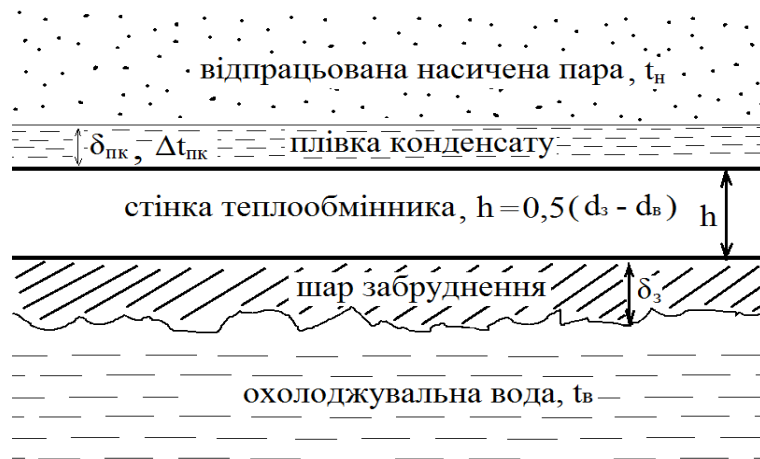 відпрацьована насичена пара, tн
δпк, Δtпк плівка конденсату
стінка теплообмінника, h=0,5(dз - dв) h
шар забруднення δз
охолоджувальна вода, tв